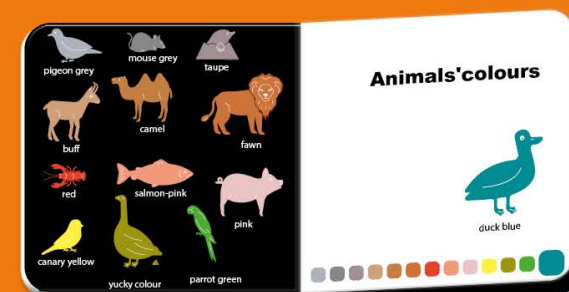 pigeon grey
mouse grey
taupe
buff
camel
fawn
red
salmon-pink
pink
canary yellow
yucky colour
parrot green
Animals'colours
duck blue